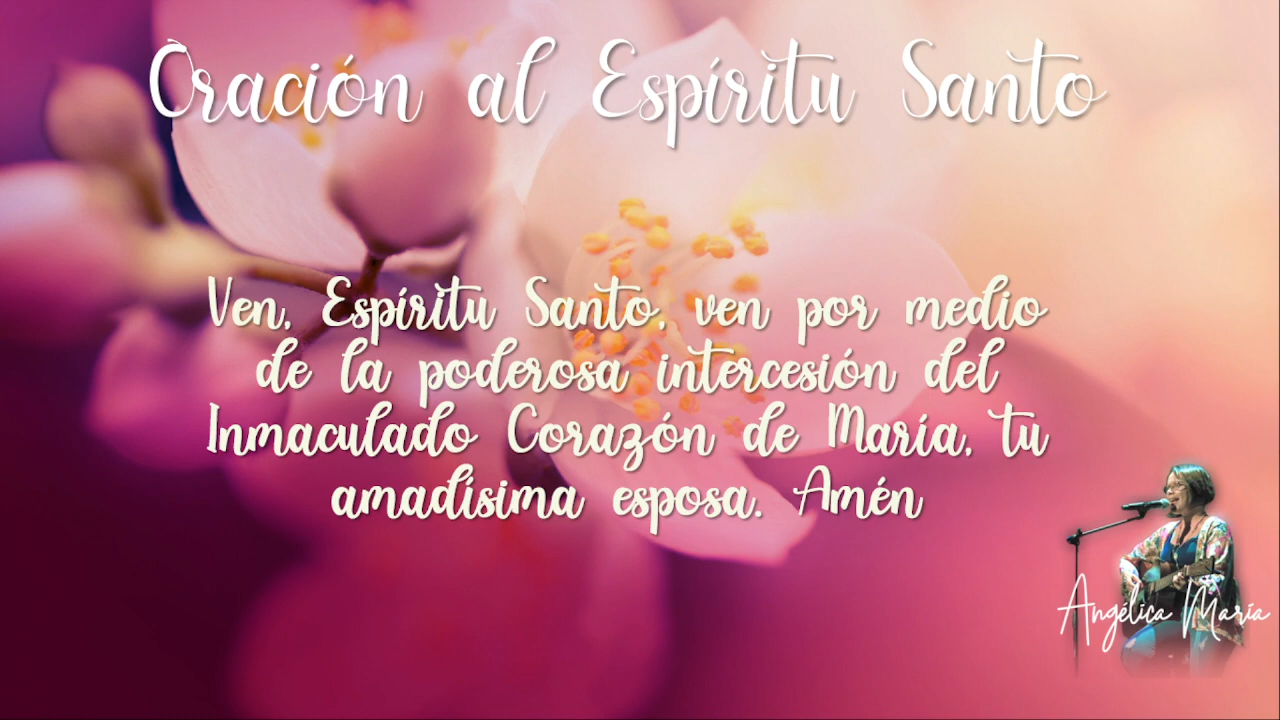 Oración al Espíritu Santo
Ven, Espíritu Santo, ven por medio
de la poderosa intercesión del
Inmaculado Corazón de María, tu
amadísima esposa. Amén
Angélica María